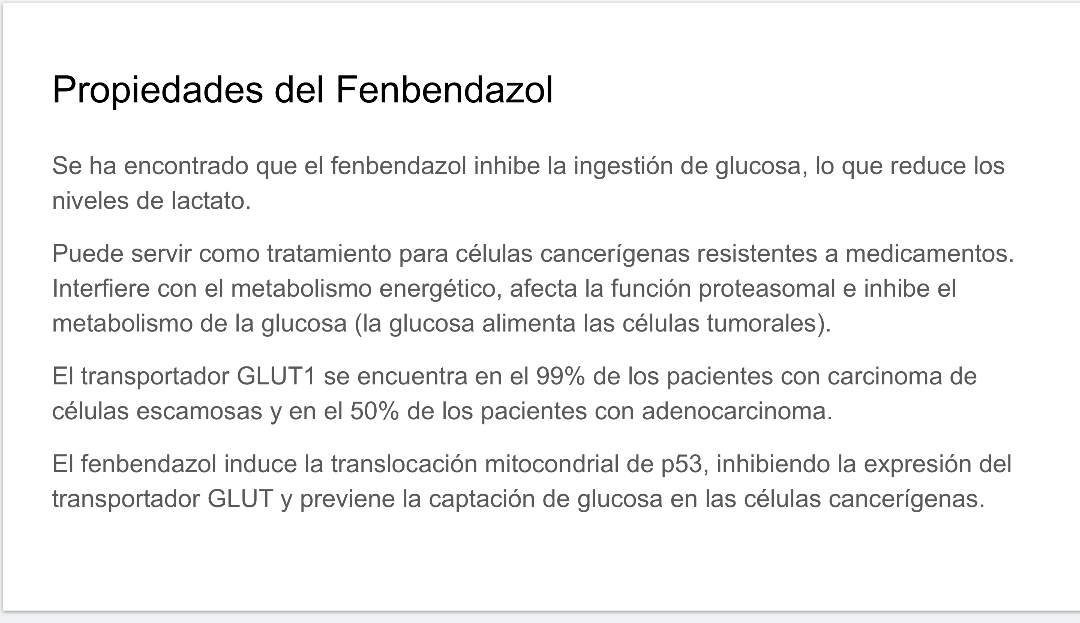 Propiedades del Fenbendazol
Se ha encontrado que el fenbendazol inhibe la ingestión de glucosa, lo que reduce los
niveles de lactato.
Puede servir como tratamiento para células cancerígenas resistentes a medicamentos.
Interfiere con el metabolismo energético, afecta la función proteasomal e inhibe el
metabolismo de la glucosa (la glucosa alimenta las células tumorales).
El transportador GLUT1 se encuentra en el 99% de los pacientes con carcinoma de
células escamosas y en el 50% de los pacientes con adenocarcinoma.
El fenbendazol induce la translocación mitocondrial de p53, inhibiendo la expresión del
transportador GLUT y previene la captación de glucosa en las células cancerígenas.